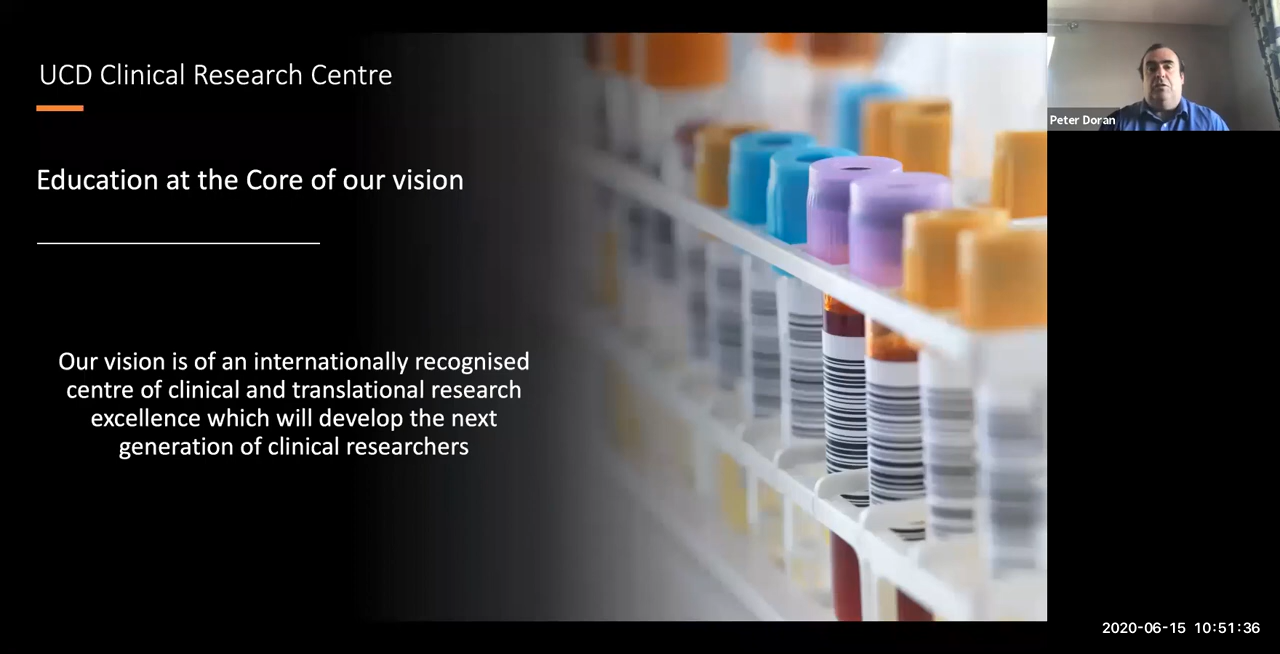 UCD Clinical Research Centre
Education at the Core of our vision
Our vision is of an internationally recognised
centre of clinical and translational research
excellence which will develop the next
generation of clinical researchers
Peter Doran
2020-06-15 10:51:36